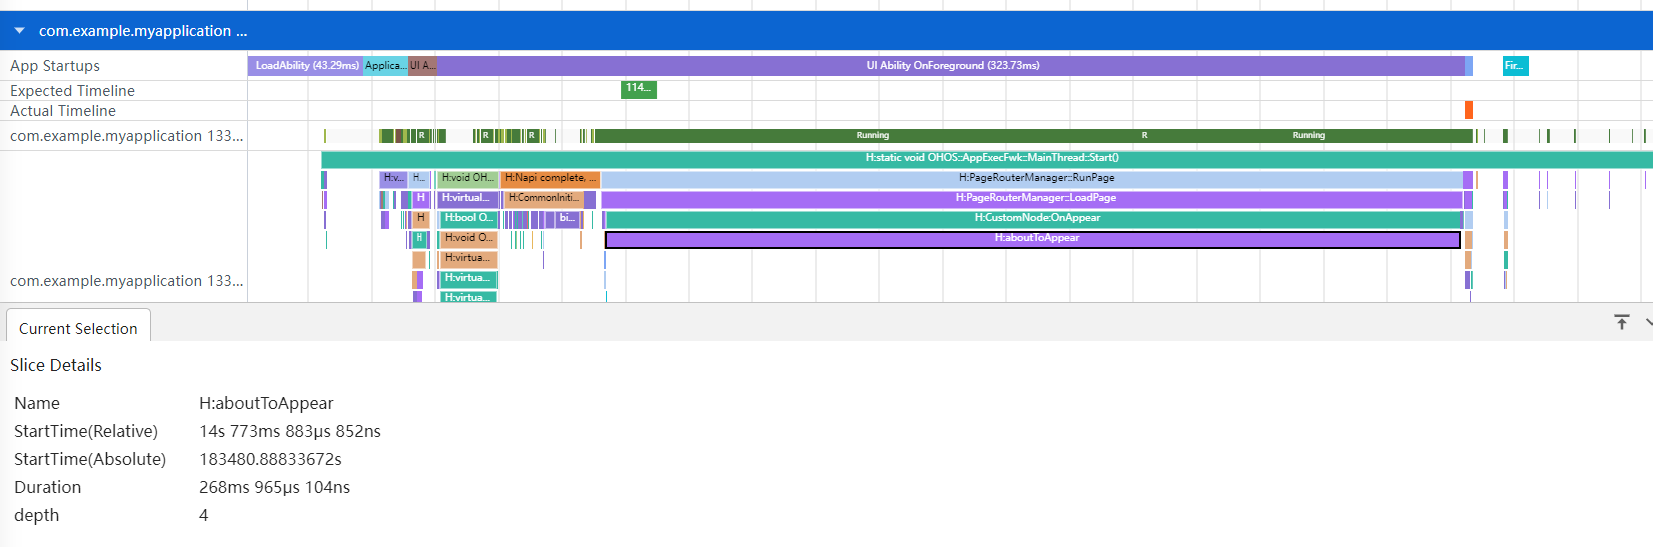 com.example.myapplication ...
App Startups
LoadAbility (43.29ms) Applica... UI A... UI Ability OnForeground (323.73ms) Fir...
Expected Timeline
114...
Actual Timeline
com.example.myapplication 133...
R R R Running R Running
H:static void OHOS::AppExecFwk::MainThread::Start()
H:v... H... H:void OH... H:Napi complete, ... H:PageRouterManager::RunPage
H H:virtual... H:CommonIniti... H:PageRouterManager::LoadPage
H H:bool O... bi... H:CustomNode:OnAppear
H H:void O... H:aboutToAppear
H:virtua...
com.example.myapplication 133...
H:virtua...
H:virtua...
Current Selection
Slice Details
Name H:aboutToAppear
StartTime(Relative) 14s 773ms 883μs 852ns
StartTime(Absolute) 183480.88833672s
Duration 268ms 965μs 104ns
depth 4